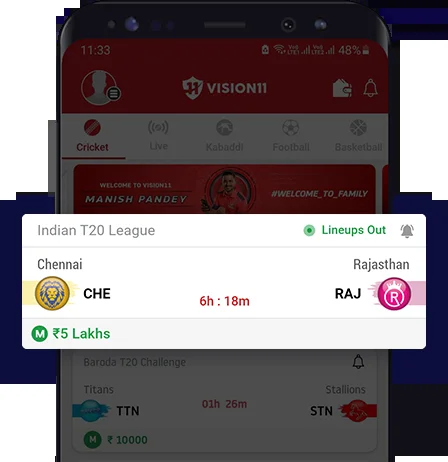 11:33
48%
VISION11
Cricket
Live
Kabaddi
Football
Basketball
WELCOME TO VISION11
MANISH PANDEY
#WELCOME_TO_FAMILY
Indian T20 League
Lineups Out
Chennai
Rajasthan
CHE
6h : 18m
RAJ
R
M ₹5 Lakhs
Baroda T20 Challenge
Titans
Stallions
TTN
01h 26m
STN
M ₹ 10000